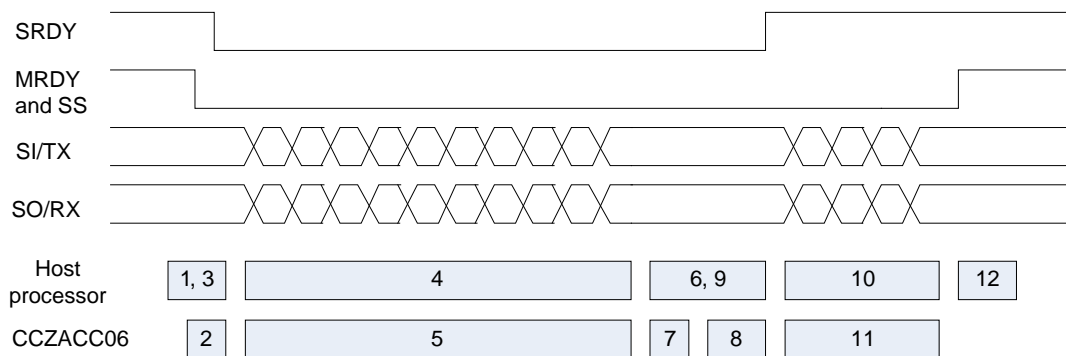 SRDY
MRDY
and SS
SI/TX
SO/RX
Host
processor
1, 3
4
6, 9
10
12
CCZACC06
2
5
7
8
11